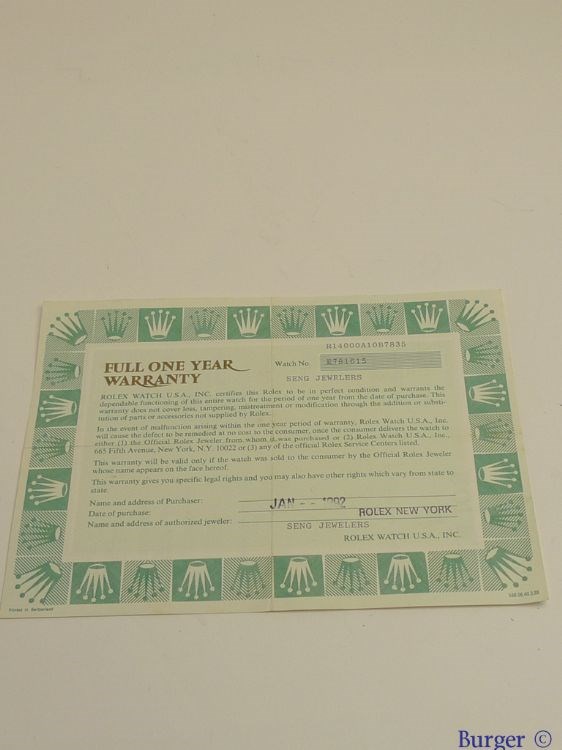 R14000A10B7835
FULL ONE YEAR
WARRANTY
Watch No.
E781615
SENG JEWELERS
ROLEX WATCH U.S.A., INC. certifies this Rolex to be in perfect condition and warrants the
dependable functioning of this entire watch for the period of one year from the date of purchase. This
warranty does not cover loss, tampering, mistreatment or modification through the addition or substi-
tution of parts or accessories not supplied by Rolex.
In the event of malfunction arising within the one year period of warranty, Rolex Watch U.S.A., Inc.
will cause the defect to be remedied at no cost to the consumer, once the consumer delivers the watch to
either (1) the Official Rolex Jeweler from whom it was purchased or (2) Rolex Watch U.S.A., Inc.,
665 Fifth Avenue, New York, N.Y. 10022 or (3) any of the official Rolex Service Centers listed.
This warranty will be valid only if the watch was sold to the consumer by the Official Rolex Jeweler
whose name appears on the face hereof.
This warranty gives you specific legal rights and you may also have other rights which vary from state to
state.
Name and address of Purchaser:
Date of purchase: JAN -- 1992 ROLEX NEW YORK
Name and address of authorized jeweler: SENG JEWELERS
ROLEX WATCH U.S.A., INC.
Printed in Switzerland
Burger ©